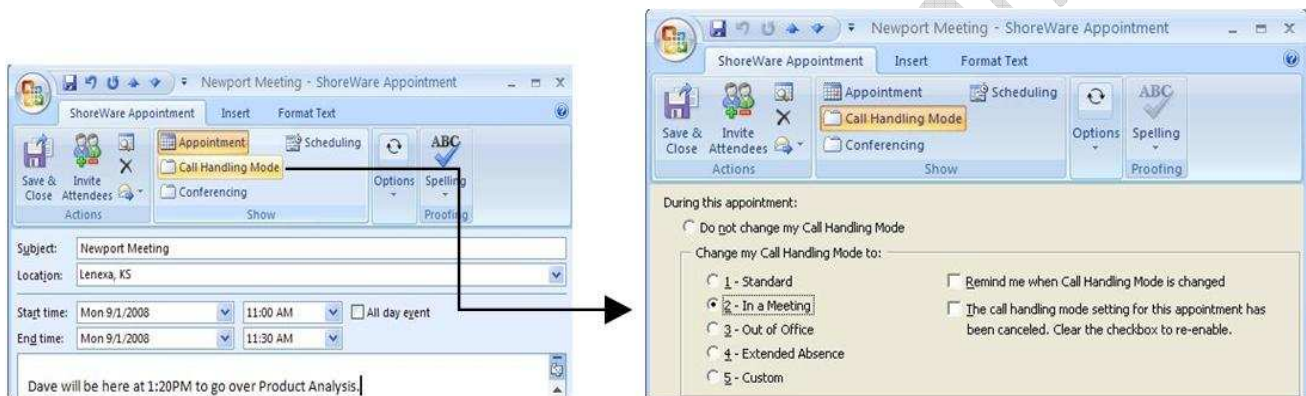 Newport Meeting - ShoreWare Appointment
ShoreWare Appointment Insert Format Text
Save & Close
Invite Attendees
Actions
Appointment
Call Handling Mode
Conferencing
Scheduling
Show
Options
ABC
Spelling
Proofing
Subject: Newport Meeting
Location: Lenexa, KS
Start time: Mon 9/1/2008 11:00 AM All day event
End time: Mon 9/1/2008 11:30 AM
Dave will be here at 1:20PM to go over Product Analysis.
Newport Meeting - ShoreWare Appointment
ShoreWare Appointment Insert Format Text
Save & Close
Invite Attendees
Actions
Appointment
Call Handling Mode
Conferencing
Scheduling
Show
Options
ABC
Spelling
Proofing
During this appointment:
Do not change my Call Handling Mode
Change my Call Handling Mode to:
1 - Standard
2 - In a Meeting
3 - Out of Office
4 - Extended Absence
5 - Custom
Remind me when Call Handling Mode is changed
The call handling mode setting for this appointment has
been canceled. Clear the checkbox to re-enable.